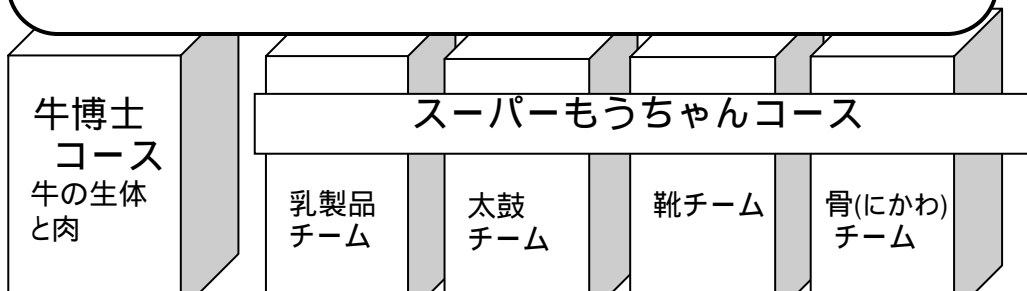 牛博士
コース
牛の生体
と肉
スーパーもうちゃんコース
乳製品
チーム
太鼓
チーム
靴チーム
骨(にかわ)
チーム